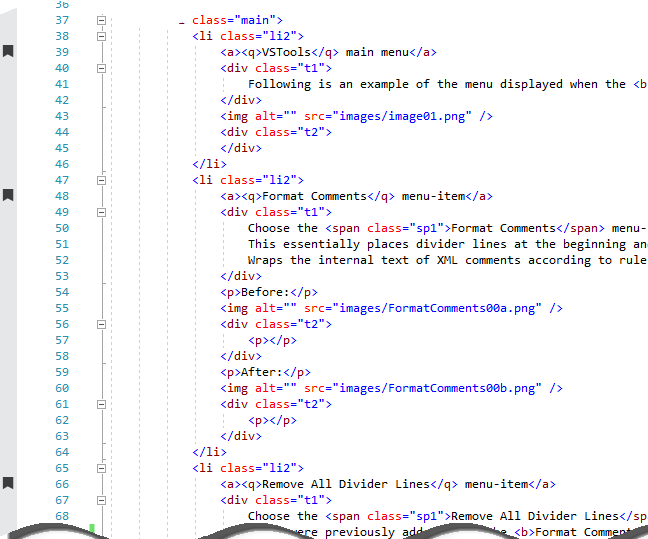 36
37 class="main">
38 <li class="li2">
39 <a><q>VSTools</q> main menu</a>
40 <div class="t1">
41 Following is an example of the menu displayed when the <b
42 </div>
43 <img alt="" src="images/image01.png" />
44 <div class="t2">
45 </div>
46 </li>
47 <li class="li2">
48 <a><q>Format Comments</q> menu-item</a>
49 <div class="t1">
50 Choose the <span class="sp1">Format Comments</span> menu-
51 This essentially places divider lines at the beginning an
52 Wraps the internal text of XML comments according to rule
53 </div>
54 <p>Before:</p>
55 <img alt="" src="images/FormatComments00a.png" />
56 <div class="t2">
57 <p></p>
58 </div>
59 <p>After:</p>
60 <img alt="" src="images/FormatComments00b.png" />
61 <div class="t2">
62 <p></p>
63 </div>
64 </li>
65 <li class="li2">
66 <a><q>Remove All Divider Lines</q> menu-item</a>
67 <div class="t1">
68 Choose the <span class="sp1">Remove All Divider Lines</sp
were previously add the <b>Format Comment